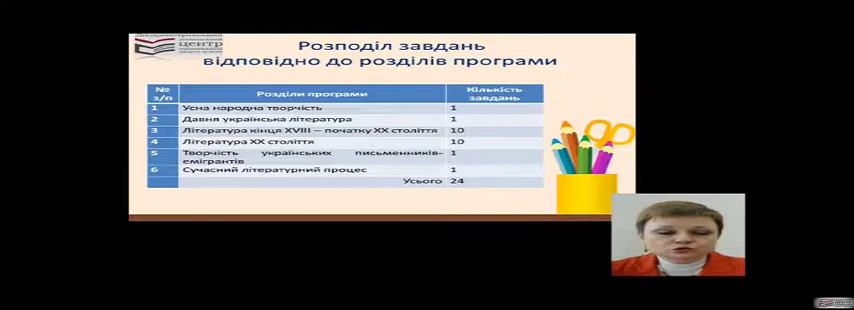 центр
Розподіл завдань
відповідно до розділів програми
№ з/п Розділи програми Кількість завдань
1 Усна народна творчість 1
2 Давня українська література 1
3 Література кінця XVIII – початку XX століття 10
4 Література XX століття 10
5 Творчість українських письменників-
емігрантів 1
6 Сучасний літературний процес 1
Усього 24